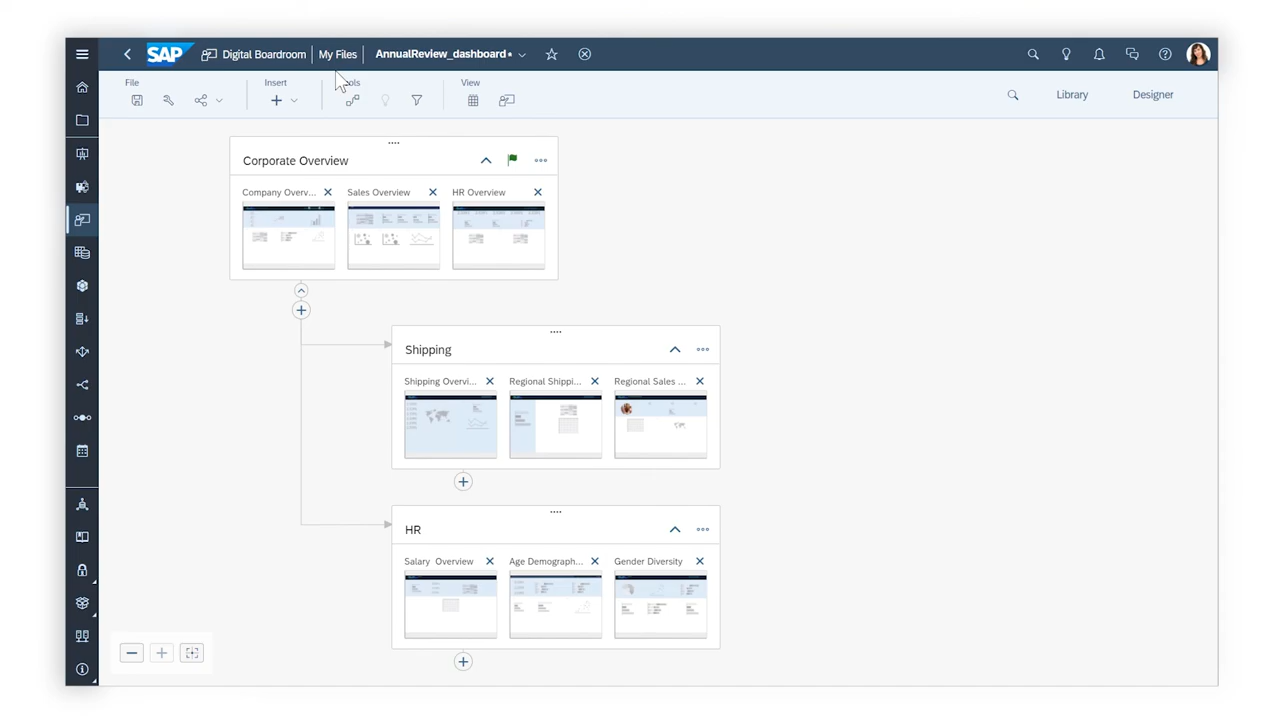 SAP Digital Boardroom My Files AnnualReview_dashboard*
File Insert ols View
Library Designer
Corporate Overview
Company Overv... Sales Overview HR Overview
Shipping
Shipping Overvi... Regional Shippi... Regional Sales ...
HR
Salary Overview Age Demograph... Gender Diversity